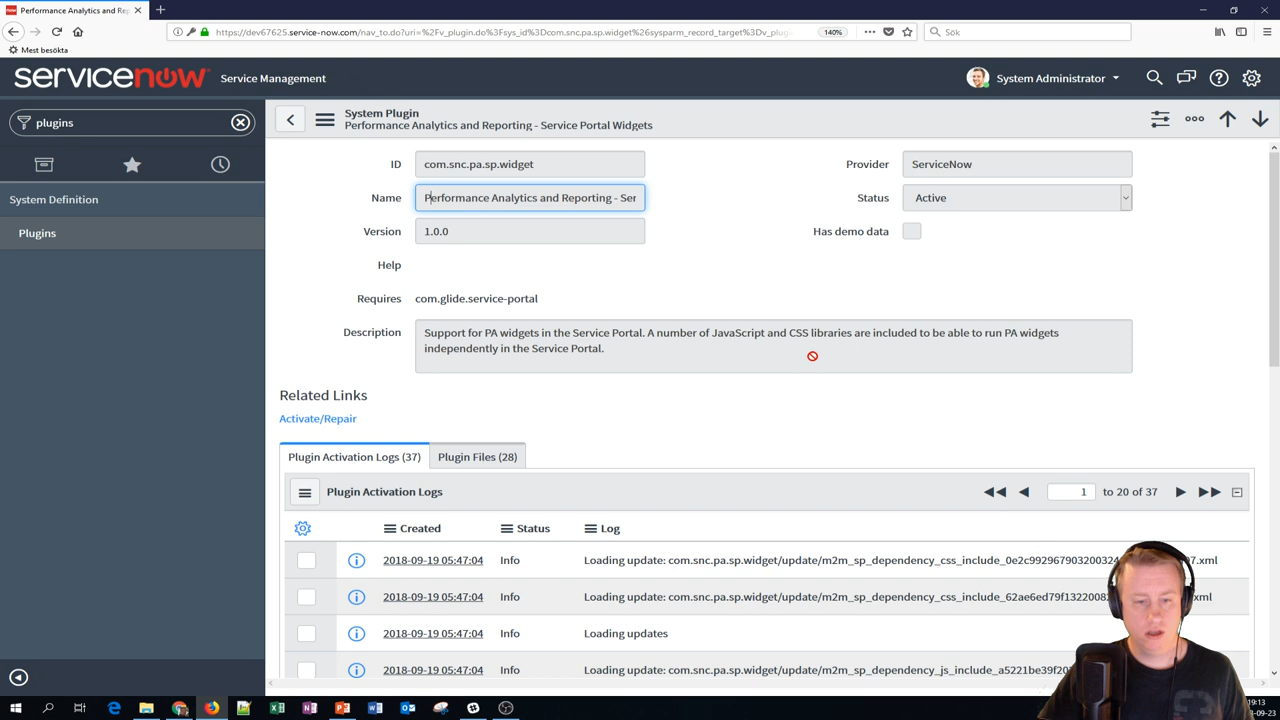 Performance Analytics and Rep
https://dev67625.service-now.com/nav_to.do?uri=%2Fv_plugin.do%3Fsys_id%3Dcom.snc.pa.sp.widget%26sysparm_record_target%3Dv_plug
140%
Sök
Mest besökta
servicenow
Service Management
System Administrator
plugins
System Definition
Plugins
System Plugin
Performance Analytics and Reporting - Service Portal Widgets
ID
com.snc.pa.sp.widget
Provider
ServiceNow
Name
Performance Analytics and Reporting - Ser
Status
Active
Version
1.0.0
Has demo data
Help
Requires
com.glide.service-portal
Description
Support for PA widgets in the Service Portal. A number of JavaScript and CSS libraries are included to be able to run PA widgets
independently in the Service Portal.
Related Links
Activate/Repair
Plugin Activation Logs (37)
Plugin Files (28)
Plugin Activation Logs
1 to 20 of 37
Created
Status
Log
2018-09-19 05:47:04 Info Loading update: com.snc.pa.sp.widget/update/m2m_sp_dependency_css_include_0e2c99296790320032 .xml
2018-09-19 05:47:04 Info Loading update: com.snc.pa.sp.widget/update/m2m_sp_dependency_css_include_62ae6ed79f132200 xml
2018-09-19 05:47:04 Info Loading updates
2018-09-19 05:47:04 Info Loading update: com.snc.pa.sp.widget/update/m2m_sp_dependency_js_include_a5221be39f20
19:13
-09-23